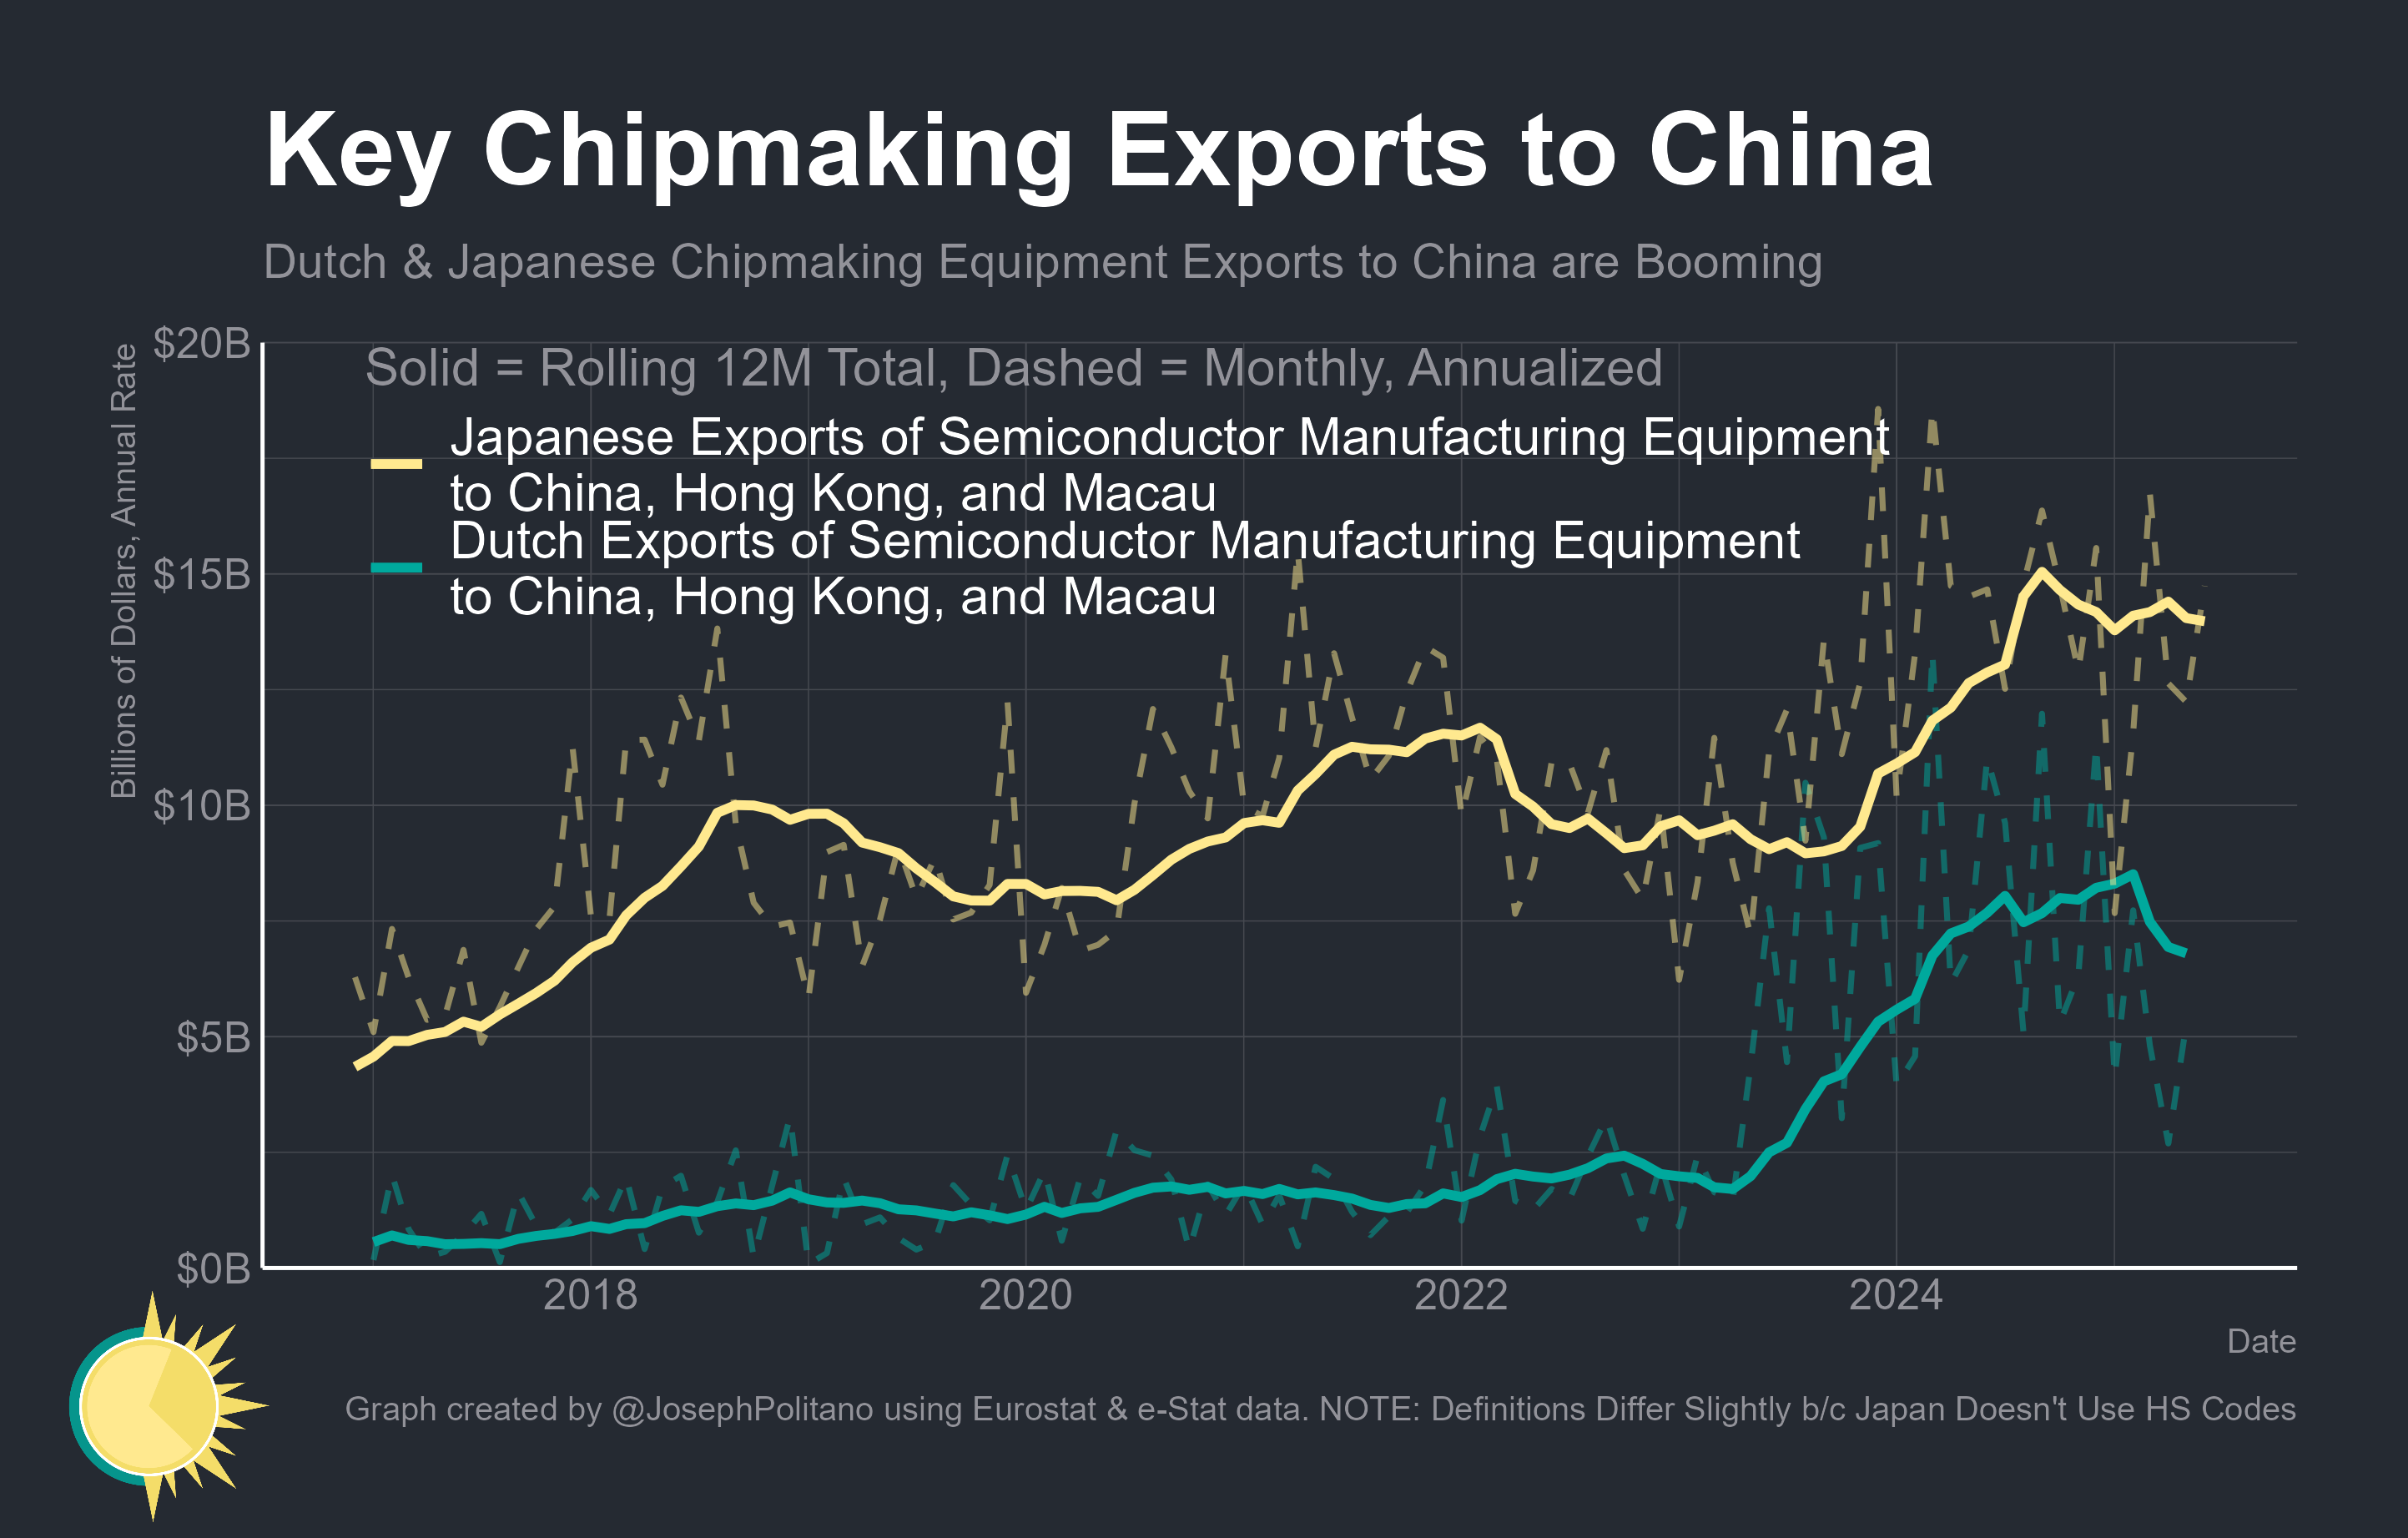 Key Chipmaking Exports to China
Dutch & Japanese Chipmaking Equipment Exports to China are Booming
Billions of Dollars, Annual Rate
$20B
$15B
$10B
$5B
$0B
Solid = Rolling 12M Total, Dashed = Monthly, Annualized
Japanese Exports of Semiconductor Manufacturing Equipment
to China, Hong Kong, and Macau
Dutch Exports of Semiconductor Manufacturing Equipment
to China, Hong Kong, and Macau
2018 2020 2022 2024
Date
Graph created by @JosephPolitano using Eurostat & e-Stat data. NOTE: Definitions Differ Slightly b/c Japan Doesn't Use HS Codes